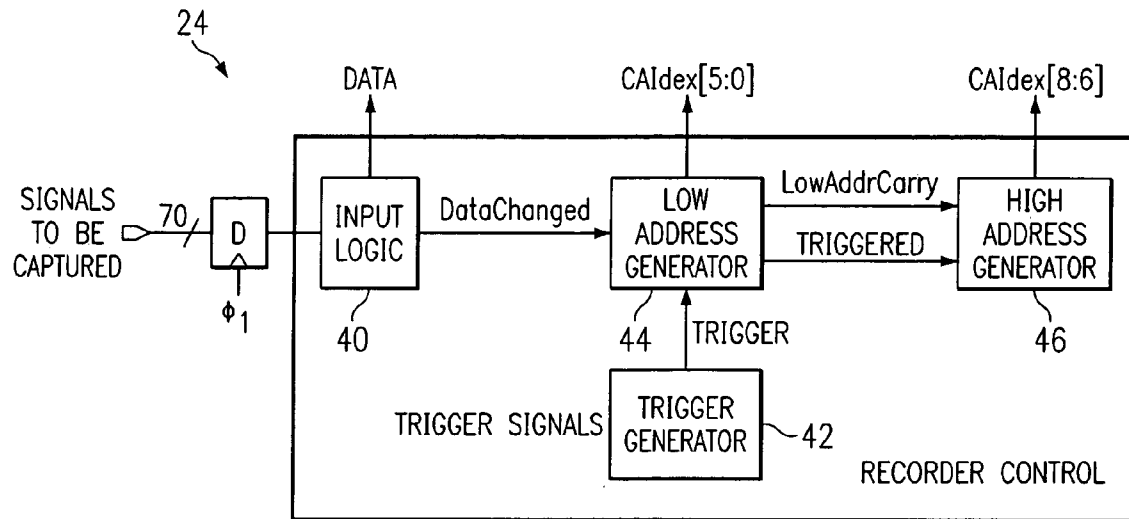 24
DATA
CAIdex[5:0]
CAIdex[8:6]
SIGNALS
TO BE
CAPTURED
70
D
ϕ1
INPUT
LOGIC
40
DataChanged
LOW
ADDRESS
GENERATOR
44
LowAddrCarry
TRIGGERED
HIGH
ADDRESS
GENERATOR
46
TRIGGER
TRIGGER SIGNALS
TRIGGER
GENERATOR
42
RECORDER CONTROL